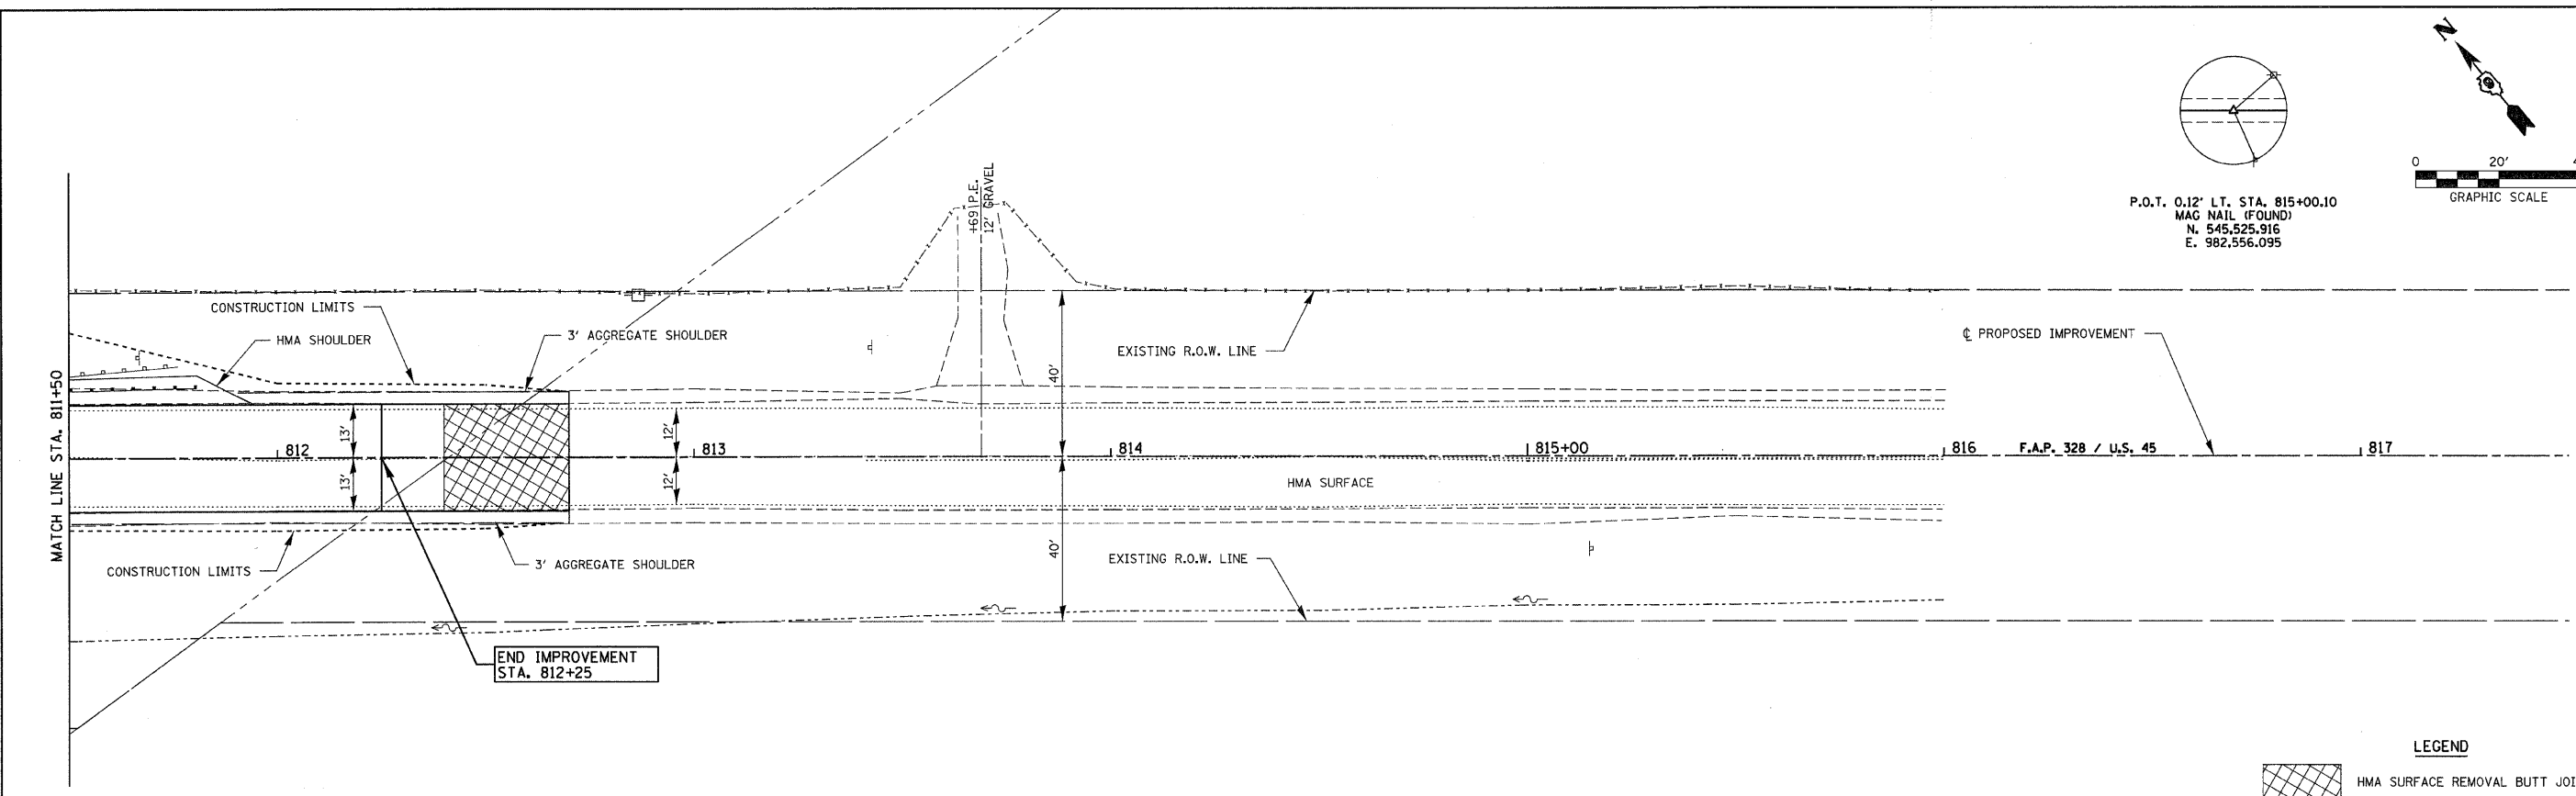 N
P.O.T. 0.12' LT. STA. 815+00.10
MAG NAIL (FOUND)
N. 545,525.916
E. 982,556.095
0 20'
GRAPHIC SCALE
+69 P.E.
12' GRAVEL
MATCH LINE STA. 811+50
CONSTRUCTION LIMITS
HMA SHOULDER
3' AGGREGATE SHOULDER
EXISTING R.O.W. LINE
℄ PROPOSED IMPROVEMENT
40'
13'
12'
812
813
814
815+00
816
F.A.P. 328 / U.S. 45
817
13'
12'
HMA SURFACE
40'
CONSTRUCTION LIMITS
3' AGGREGATE SHOULDER
EXISTING R.O.W. LINE
END IMPROVEMENT
STA. 812+25
LEGEND
HMA SURFACE REMOVAL BUTT